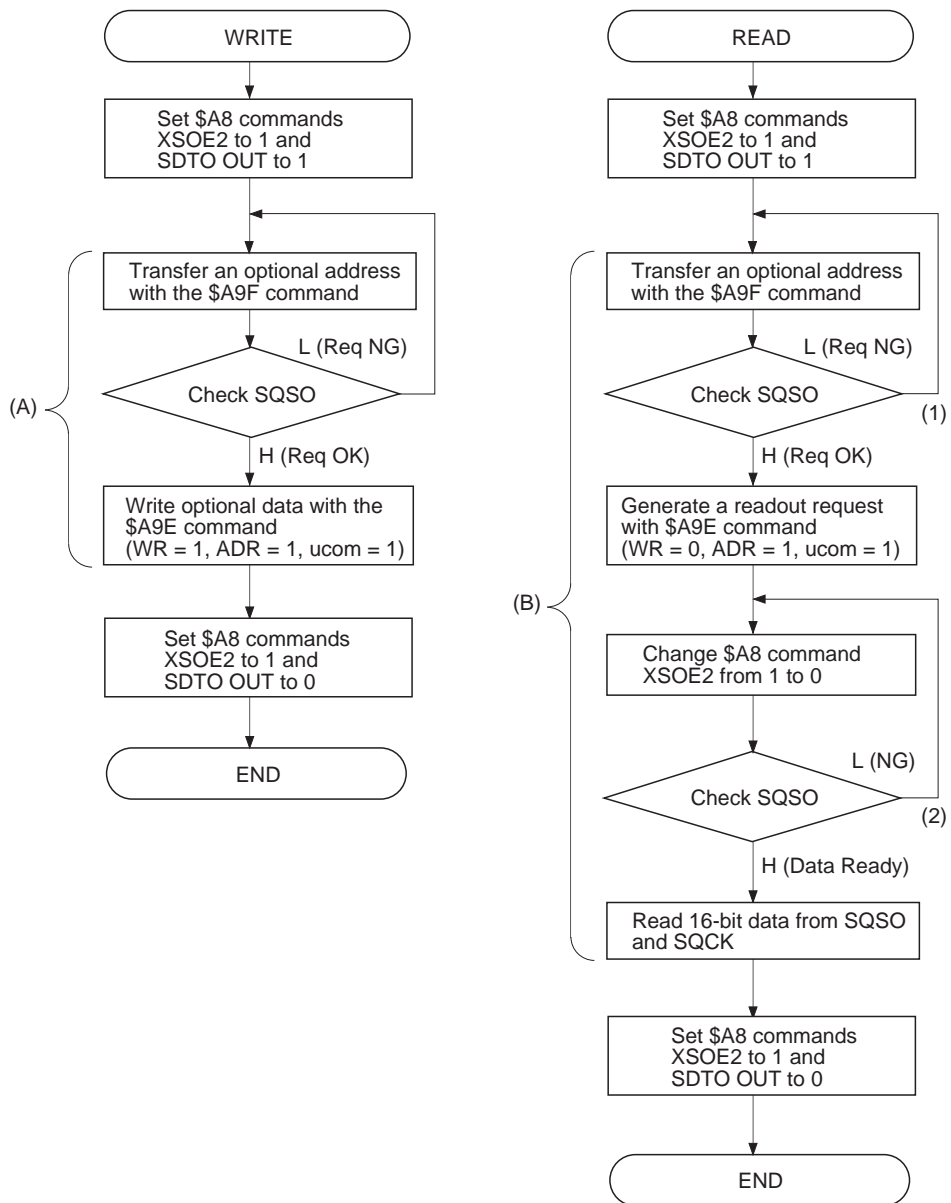 WRITE
Set $A8 commands
XSOE2 to 1 and
SDTO OUT to 1
Transfer an optional address
with the $A9F command
L (Req NG)
Check SQSO
(A)
H (Req OK)
Write optional data with the
$A9E command
(WR = 1, ADR = 1, ucom = 1)
Set $A8 commands
XSOE2 to 1 and
SDTO OUT to 0
END
READ
Set $A8 commands
XSOE2 to 1 and
SDTO OUT to 1
Transfer an optional address
with the $A9F command
L (Req NG)
Check SQSO
(1)
H (Req OK)
Generate a readout request
with $A9E command
(WR = 0, ADR = 1, ucom = 1)
(B)
Change $A8 command
XSOE2 from 1 to 0
L (NG)
Check SQSO
(2)
H (Data Ready)
Read 16-bit data from SQSO
and SQCK
Set $A8 commands
XSOE2 to 1 and
SDTO OUT to 0
END